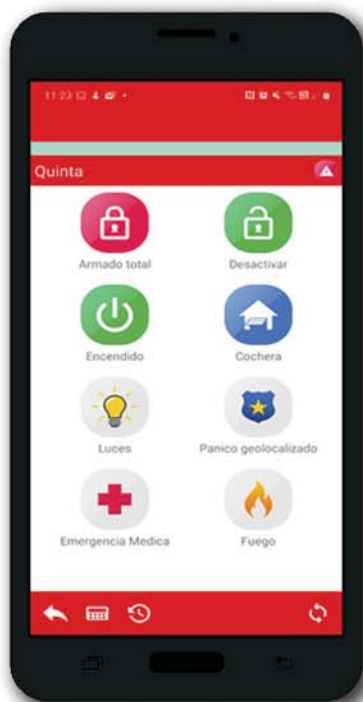 11:23
Quinta
Armado total
Desactivar
Encendido
Cochera
Luces
Panico geolocalizado
Emergencia Medica
Fuego